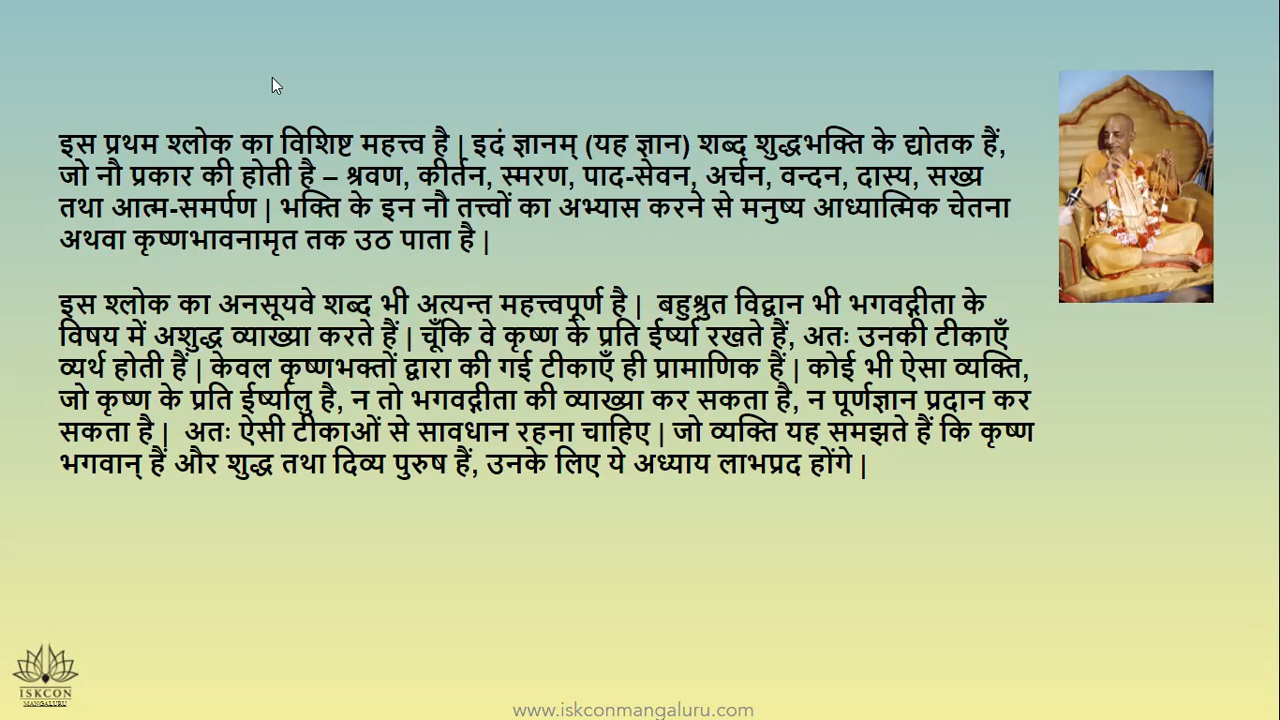 इस प्रथम श्लोक का विशिष्ट महत्त्व है | इदं ज्ञानम् (यह ज्ञान) शब्द शुद्धभक्ति के द्योतक हैं,
जो नौ प्रकार की होती है – श्रवण, कीर्तन, स्मरण, पाद-सेवन, अर्चन, वन्दन, दास्य, सख्य
तथा आत्म-समर्पण | भक्ति के इन नौ तत्त्वों का अभ्यास करने से मनुष्य आध्यात्मिक चेतना
अथवा कृष्णभावनामृत तक उठ पाता है |
इस श्लोक का अनसूयवे शब्द भी अत्यन्त महत्त्वपूर्ण है | बहुश्रुत विद्वान भी भगवद्गीता के
विषय में अशुद्ध व्याख्या करते हैं | चूँकि वे कृष्ण के प्रति ईर्ष्या रखते हैं, अतः उनकी टीकाएँ
व्यर्थ होती हैं | केवल कृष्णभक्तों द्वारा की गई टीकाएँ ही प्रामाणिक हैं | कोई भी ऐसा व्यक्ति,
जो कृष्ण के प्रति ईर्ष्यालु है, न तो भगवद्गीता की व्याख्या कर सकता है, न पूर्णज्ञान प्रदान कर
सकता है | अतः ऐसी टीकाओं से सावधान रहना चाहिए | जो व्यक्ति यह समझते हैं कि कृष्ण
भगवान् हैं और शुद्ध तथा दिव्य पुरुष हैं, उनके लिए ये अध्याय लाभप्रद होंगे |
ISKCON
MANGALURU
www.iskconmangaluru.com